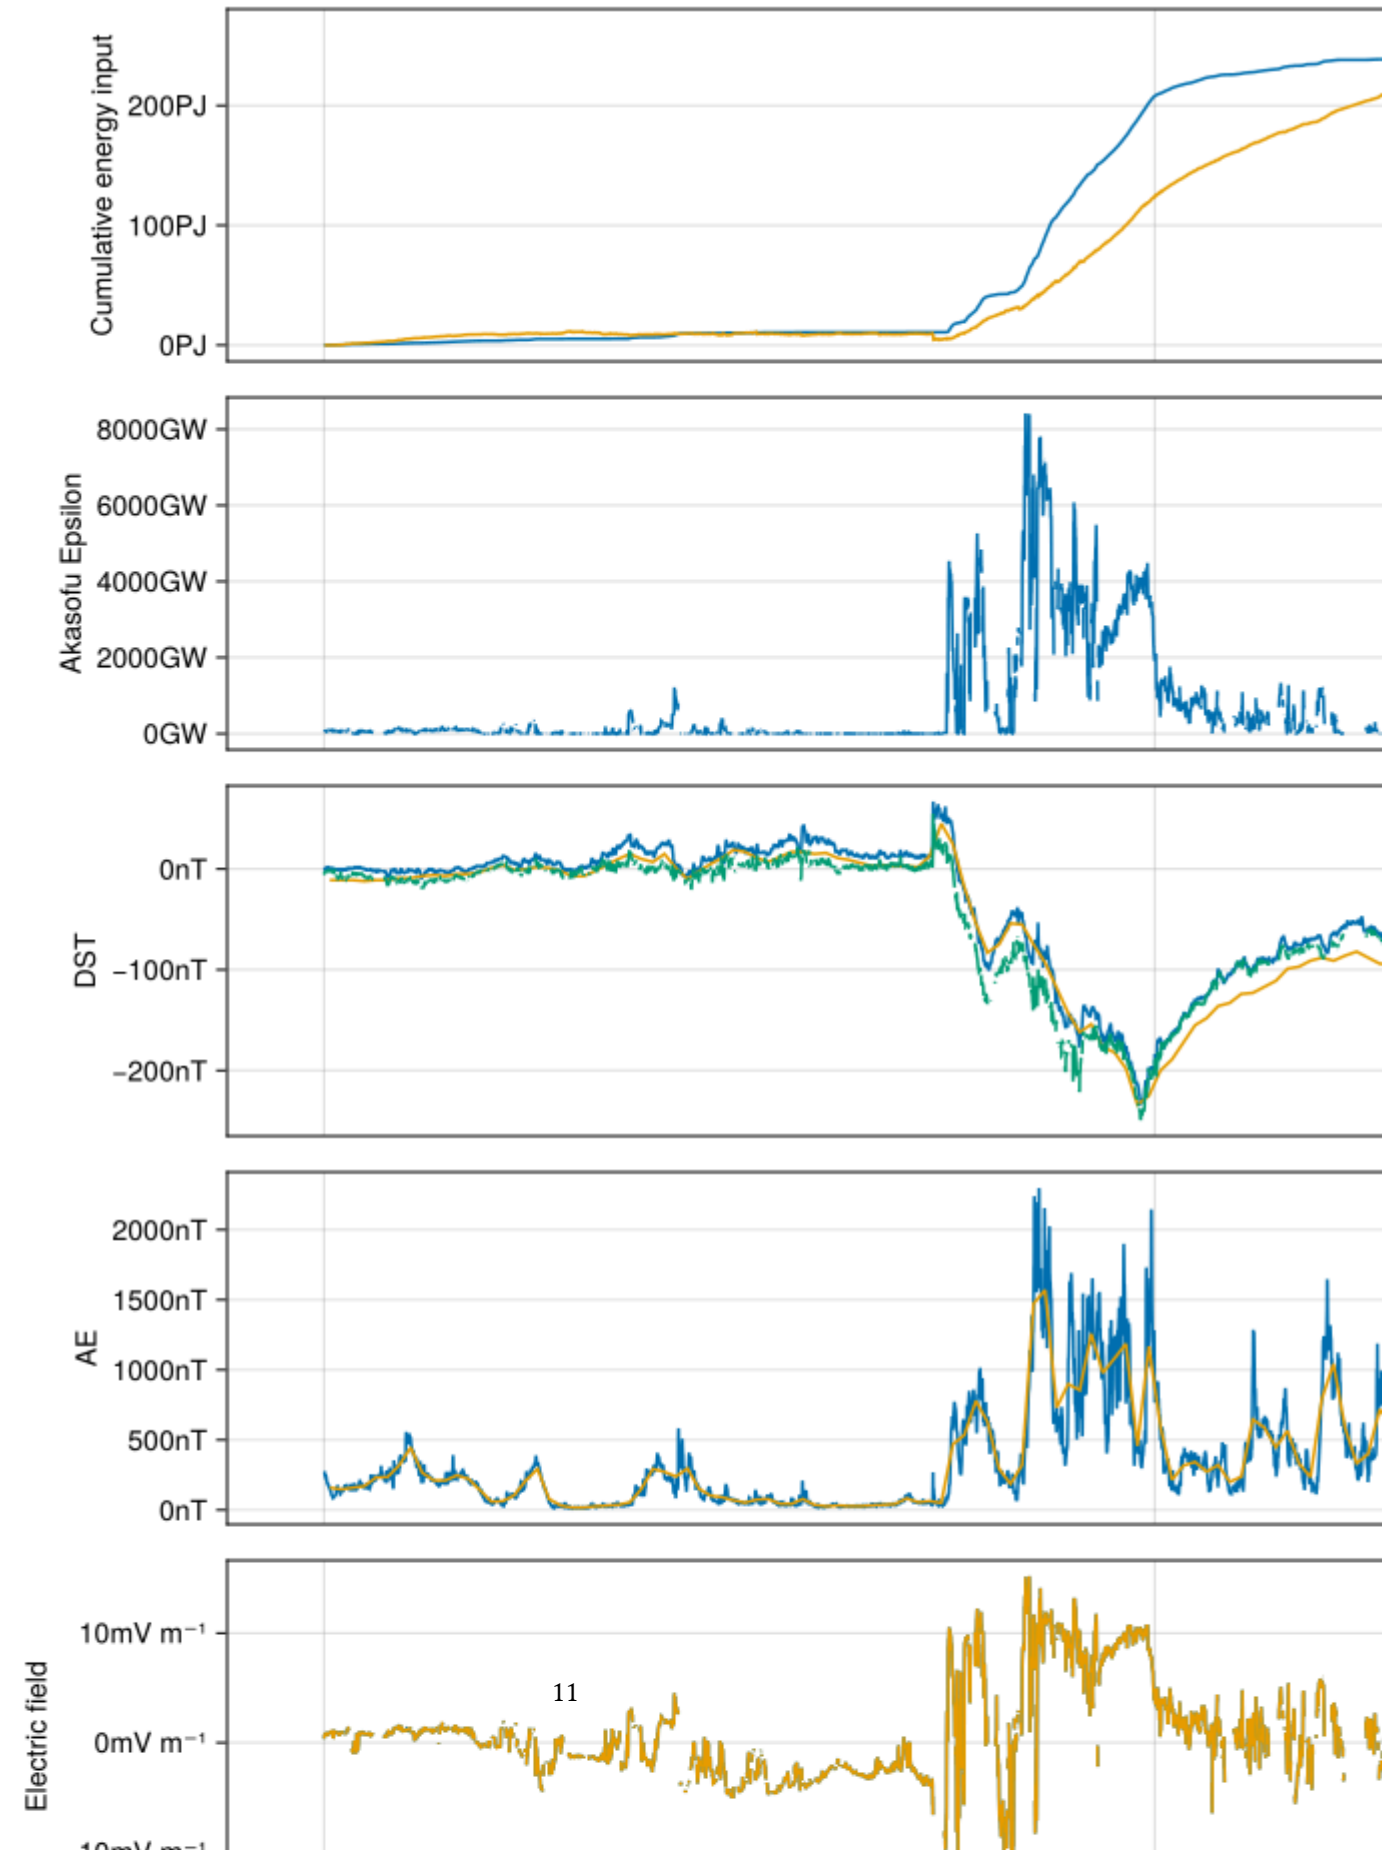 Cumulative energy input
200PJ
100PJ
0PJ
Akasofu Epsilon
8000GW
6000GW
4000GW
2000GW
0GW
DST
0nT
−100nT
−200nT
AE
2000nT
1500nT
1000nT
500nT
0nT
Electric field
10mV m⁻¹
11
0mV m⁻¹